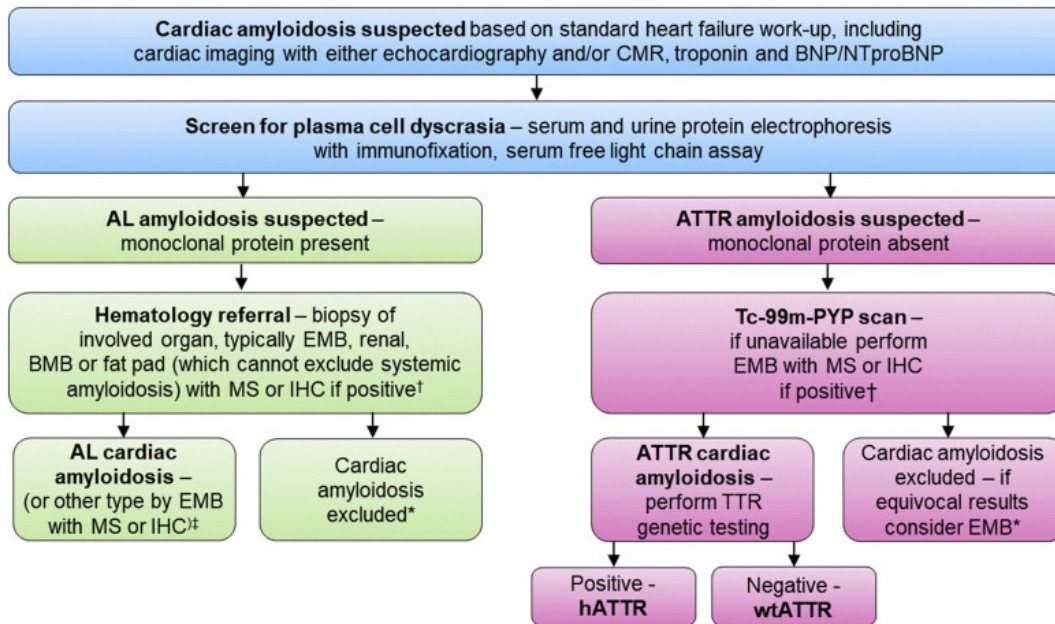 Cardiac amyloidosis suspected based on standard heart failure work-up, including
cardiac imaging with either echocardiography and/or CMR, troponin and BNP/NTproBNP
Screen for plasma cell dyscrasia – serum and urine protein electrophoresis
with immunofixation, serum free light chain assay
AL amyloidosis suspected –
monoclonal protein present
ATTR amyloidosis suspected –
monoclonal protein absent
Hematology referral – biopsy of
involved organ, typically EMB, renal,
BMB or fat pad (which cannot exclude systemic
amyloidosis) with MS or IHC if positive†
Tc-99m-PYP scan –
if unavailable perform
EMB with MS or IHC
if positive†
AL cardiac
amyloidosis –
(or other type by EMB
with MS or IHC)‡
Cardiac
amyloidosis
excluded*
ATTR cardiac
amyloidosis –
perform TTR
genetic testing
Cardiac amyloidosis
excluded – if
equivocal results
consider EMB*
Positive -
hATTR
Negative -
wtATTR